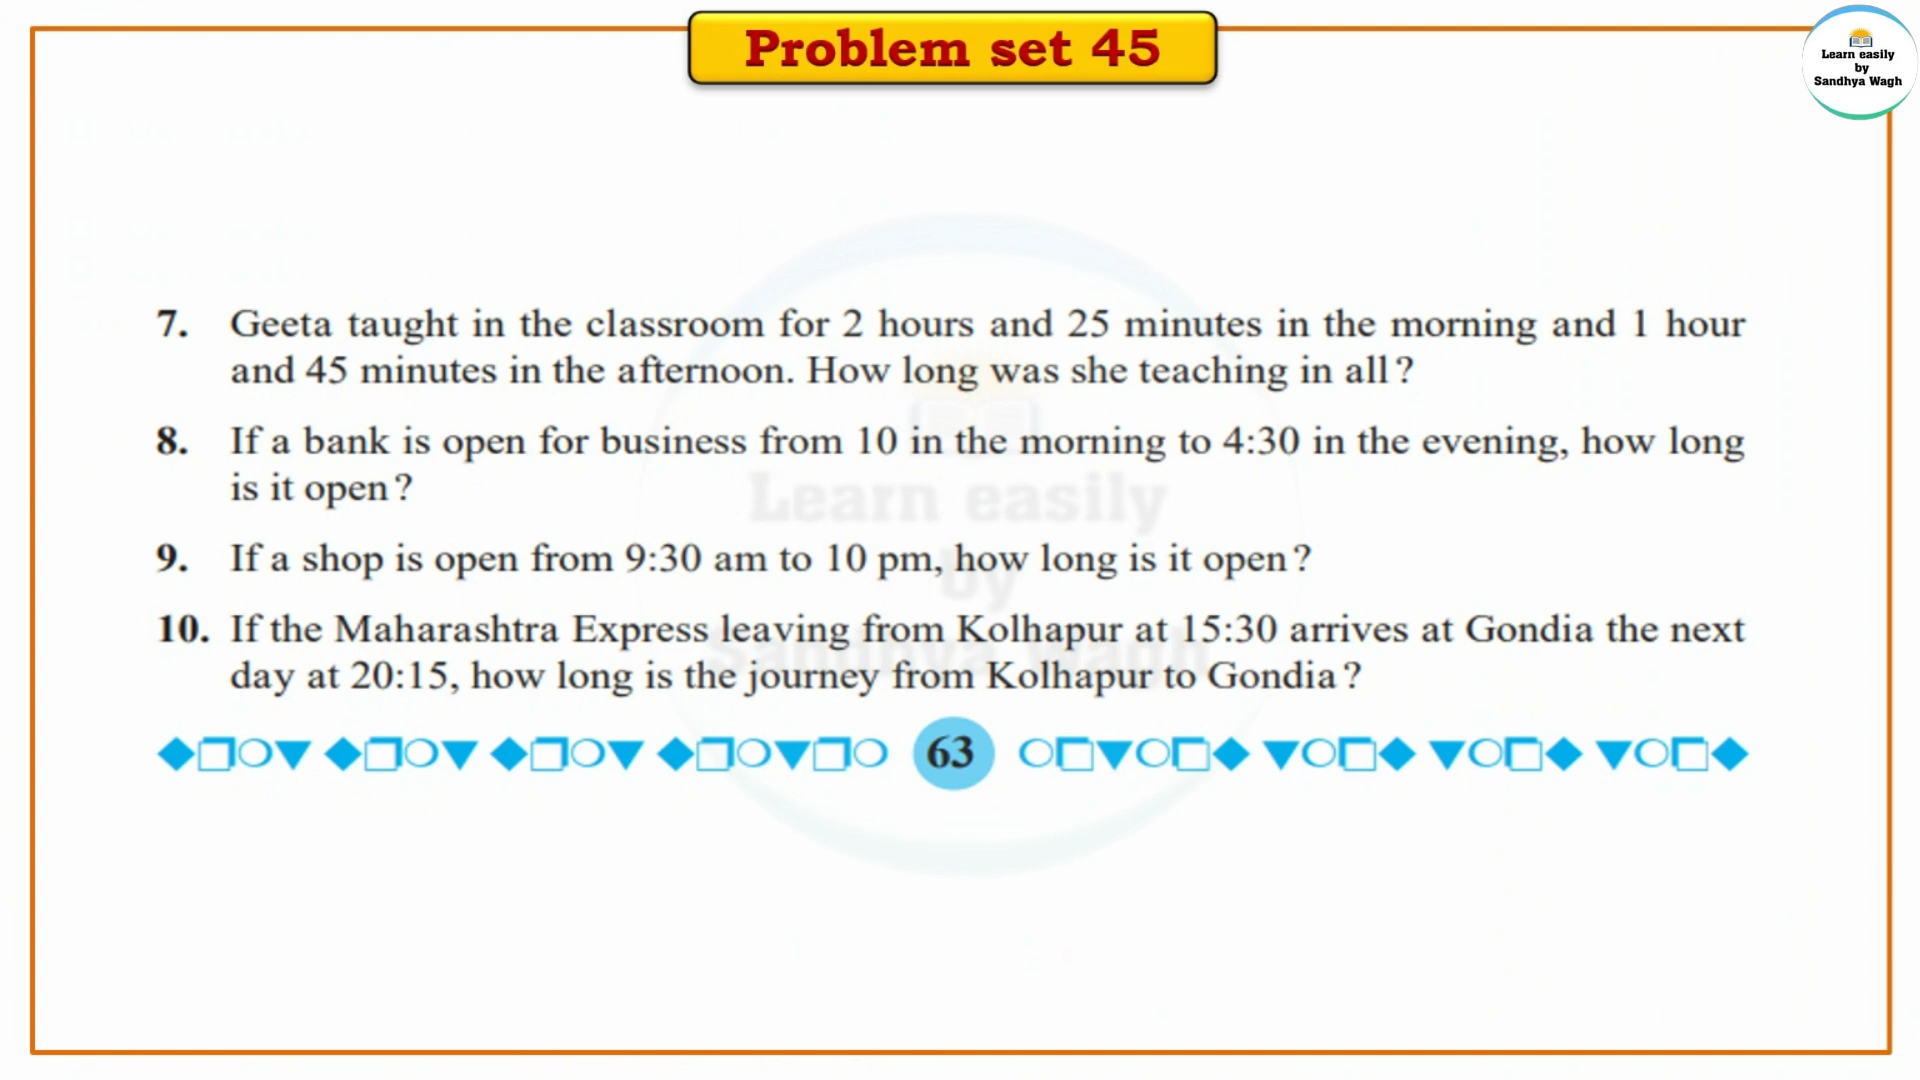 Problem set 45
Learn easily
by
Sandhya Wagh
7. Geeta taught in the classroom for 2 hours and 25 minutes in the morning and 1 hour
and 45 minutes in the afternoon. How long was she teaching in all?
8. If a bank is open for business from 10 in the morning to 4:30 in the evening, how long
is it open?
9. If a shop is open from 9:30 am to 10 pm, how long is it open?
10. If the Maharashtra Express leaving from Kolhapur at 15:30 arrives at Gondia the next
day at 20:15, how long is the journey from Kolhapur to Gondia?
63
Learn easily
by
Sandhya Wagh